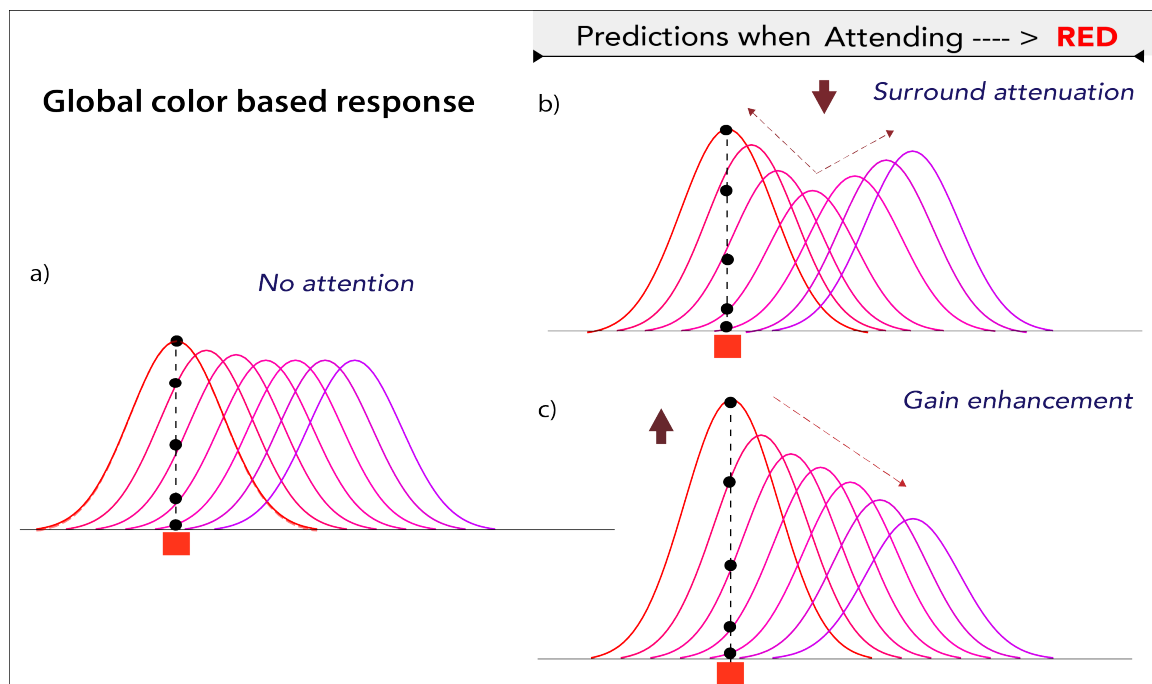 Predictions when Attending ---- > RED
Global color based response
b)
Surround attenuation
a)
No attention
c)
Gain enhancement